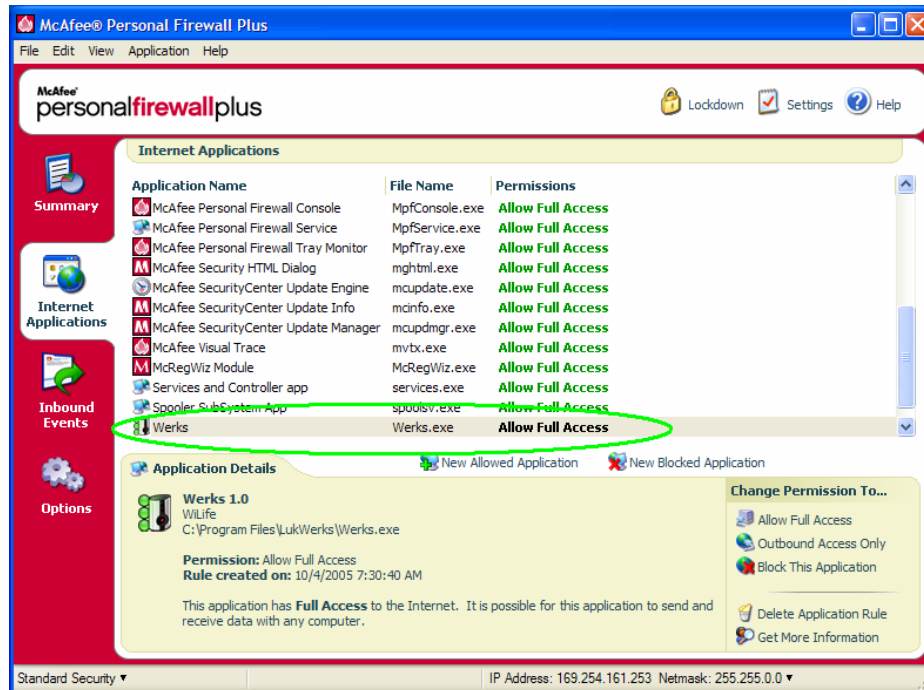 McAfee® Personal Firewall Plus
File Edit View Application Help
McAfee®
personalfirewallplus
Lockdown Settings Help
Summary
Internet Applications
Inbound Events
Options
Internet Applications
Application Name File Name Permissions
McAfee Personal Firewall Console MpfConsole.exe Allow Full Access
McAfee Personal Firewall Service MpfService.exe Allow Full Access
McAfee Personal Firewall Tray Monitor MpfTray.exe Allow Full Access
McAfee Security HTML Dialog mghtml.exe Allow Full Access
McAfee SecurityCenter Update Engine mcupdate.exe Allow Full Access
McAfee SecurityCenter Update Info mcinfo.exe Allow Full Access
McAfee SecurityCenter Update Manager mcupdmgr.exe Allow Full Access
McAfee Visual Trace mvtx.exe Allow Full Access
McRegWiz Module McRegWiz.exe Allow Full Access
Services and Controller app services.exe Allow Full Access
Spooler SubSystem App spoolsv.exe Allow Full Access
Werks Werks.exe Allow Full Access
Application Details
New Allowed Application New Blocked Application
Werks 1.0
WiLife
C:\Program Files\LukWerks\Werks.exe
Permission: Allow Full Access
Rule created on: 10/4/2005 7:30:40 AM
This application has Full Access to the Internet. It is possible for this application to send and
receive data with any computer.
Change Permission To...
Allow Full Access
Outbound Access Only
Block This Application
Delete Application Rule
Get More Information
Standard Security IP Address: 169.254.161.253 Netmask: 255.255.0.0